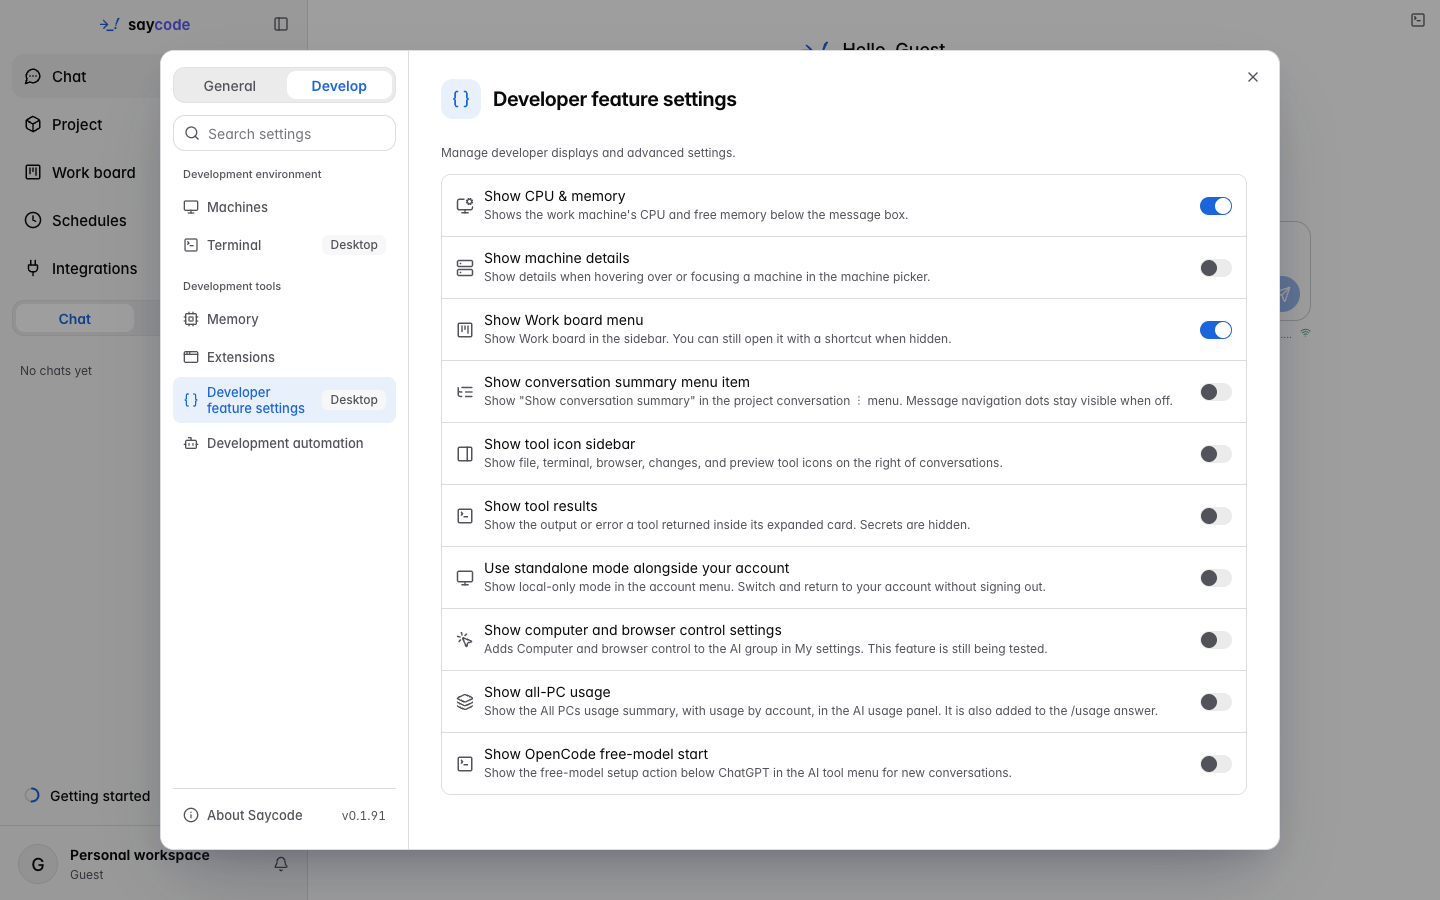 saycode
Chat
Project
Work board
Schedules
Integrations
Chat
No chats yet
Getting started
G
Personal workspace
Guest
Hello, Guest
General
Develop
Search settings
Development environment
Machines
Terminal
Desktop
Development tools
Memory
Extensions
Developer
feature settings
Desktop
Development automation
About Saycode
v0.1.91
Developer feature settings
Manage developer displays and advanced settings.
Show CPU & memory
Shows the work machine's CPU and free memory below the message box.
Show machine details
Show details when hovering over or focusing a machine in the machine picker.
Show Work board menu
Show Work board in the sidebar. You can still open it with a shortcut when hidden.
Show conversation summary menu item
Show "Show conversation summary" in the project conversation ⋮ menu. Message navigation dots stay visible when off.
Show tool icon sidebar
Show file, terminal, browser, changes, and preview tool icons on the right of conversations.
Show tool results
Show the output or error a tool returned inside its expanded card. Secrets are hidden.
Use standalone mode alongside your account
Show local-only mode in the account menu. Switch and return to your account without signing out.
Show computer and browser control settings
Adds Computer and browser control to the AI group in My settings. This feature is still being tested.
Show all-PC usage
Show the All PCs usage summary, with usage by account, in the AI usage panel. It is also added to the /usage answer.
Show OpenCode free-model start
Show the free-model setup action below ChatGPT in the AI tool menu for new conversations.